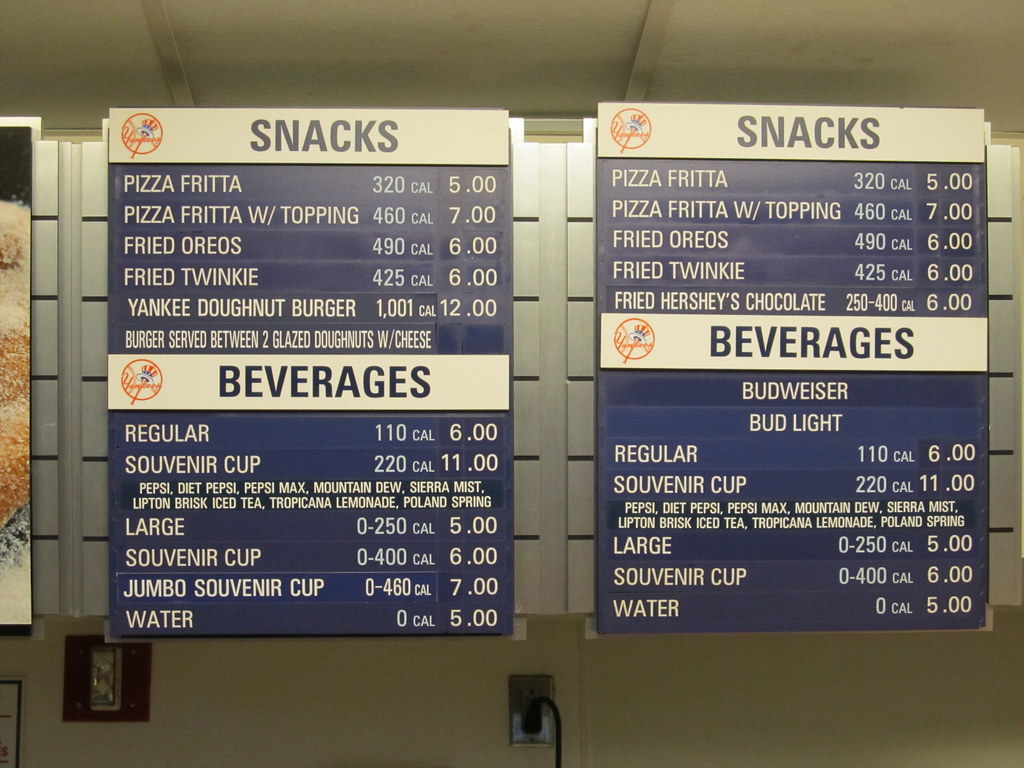 Yankees
SNACKS
PIZZA FRITTA 320 CAL 5.00
PIZZA FRITTA W/ TOPPING 460 CAL 7.00
FRIED OREOS 490 CAL 6.00
FRIED TWINKIE 425 CAL 6.00
YANKEE DOUGHNUT BURGER 1,001 CAL 12.00
BURGER SERVED BETWEEN 2 GLAZED DOUGHNUTS W/CHEESE
Yankees
BEVERAGES
REGULAR 110 CAL 6.00
SOUVENIR CUP 220 CAL 11.00
PEPSI, DIET PEPSI, PEPSI MAX, MOUNTAIN DEW, SIERRA MIST,
LIPTON BRISK ICED TEA, TROPICANA LEMONADE, POLAND SPRING
LARGE 0-250 CAL 5.00
SOUVENIR CUP 0-400 CAL 6.00
JUMBO SOUVENIR CUP 0-460 CAL 7.00
WATER 0 CAL 5.00
Yankees
SNACKS
PIZZA FRITTA 320 CAL 5.00
PIZZA FRITTA W/ TOPPING 460 CAL 7.00
FRIED OREOS 490 CAL 6.00
FRIED TWINKIE 425 CAL 6.00
FRIED HERSHEY'S CHOCOLATE 250-400 CAL 6.00
Yankees
BEVERAGES
BUDWEISER
BUD LIGHT
REGULAR 110 CAL 6.00
SOUVENIR CUP 220 CAL 11.00
PEPSI, DIET PEPSI, PEPSI MAX, MOUNTAIN DEW, SIERRA MIST,
LIPTON BRISK ICED TEA, TROPICANA LEMONADE, POLAND SPRING
LARGE 0-250 CAL 5.00
SOUVENIR CUP 0-400 CAL 6.00
WATER 0 CAL 5.00